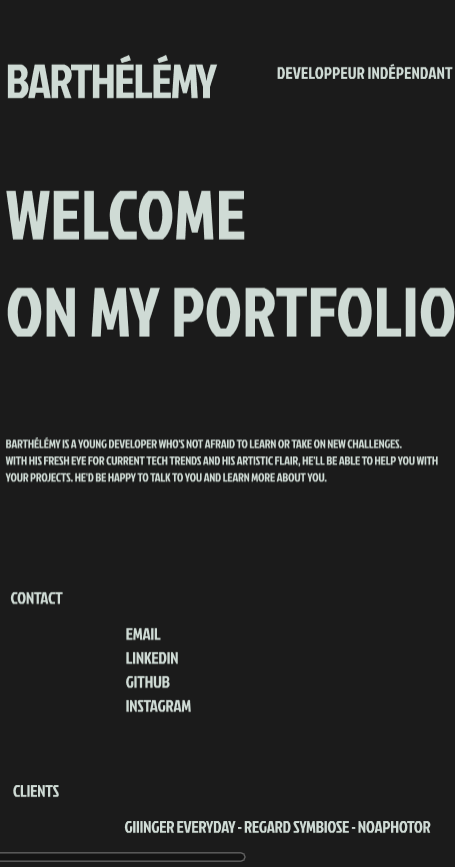 BARTHÉLÉMY
DEVELOPPEUR INDÉPENDANT
WELCOME
ON MY PORTFOLIO
BARTHÉLÉMY IS A YOUNG DEVELOPER WHO'S NOT AFRAID TO LEARN OR TAKE ON NEW CHALLENGES.
WITH HIS FRESH EYE FOR CURRENT TECH TRENDS AND HIS ARTISTIC FLAIR, HE'LL BE ABLE TO HELP YOU WITH
YOUR PROJECTS. HE'D BE HAPPY TO TALK TO YOU AND LEARN MORE ABOUT YOU.
CONTACT
EMAIL
LINKEDIN
GITHUB
INSTAGRAM
CLIENTS
GIIINGER EVERYDAY - REGARD SYMBIOSE - NOAPHOTOR